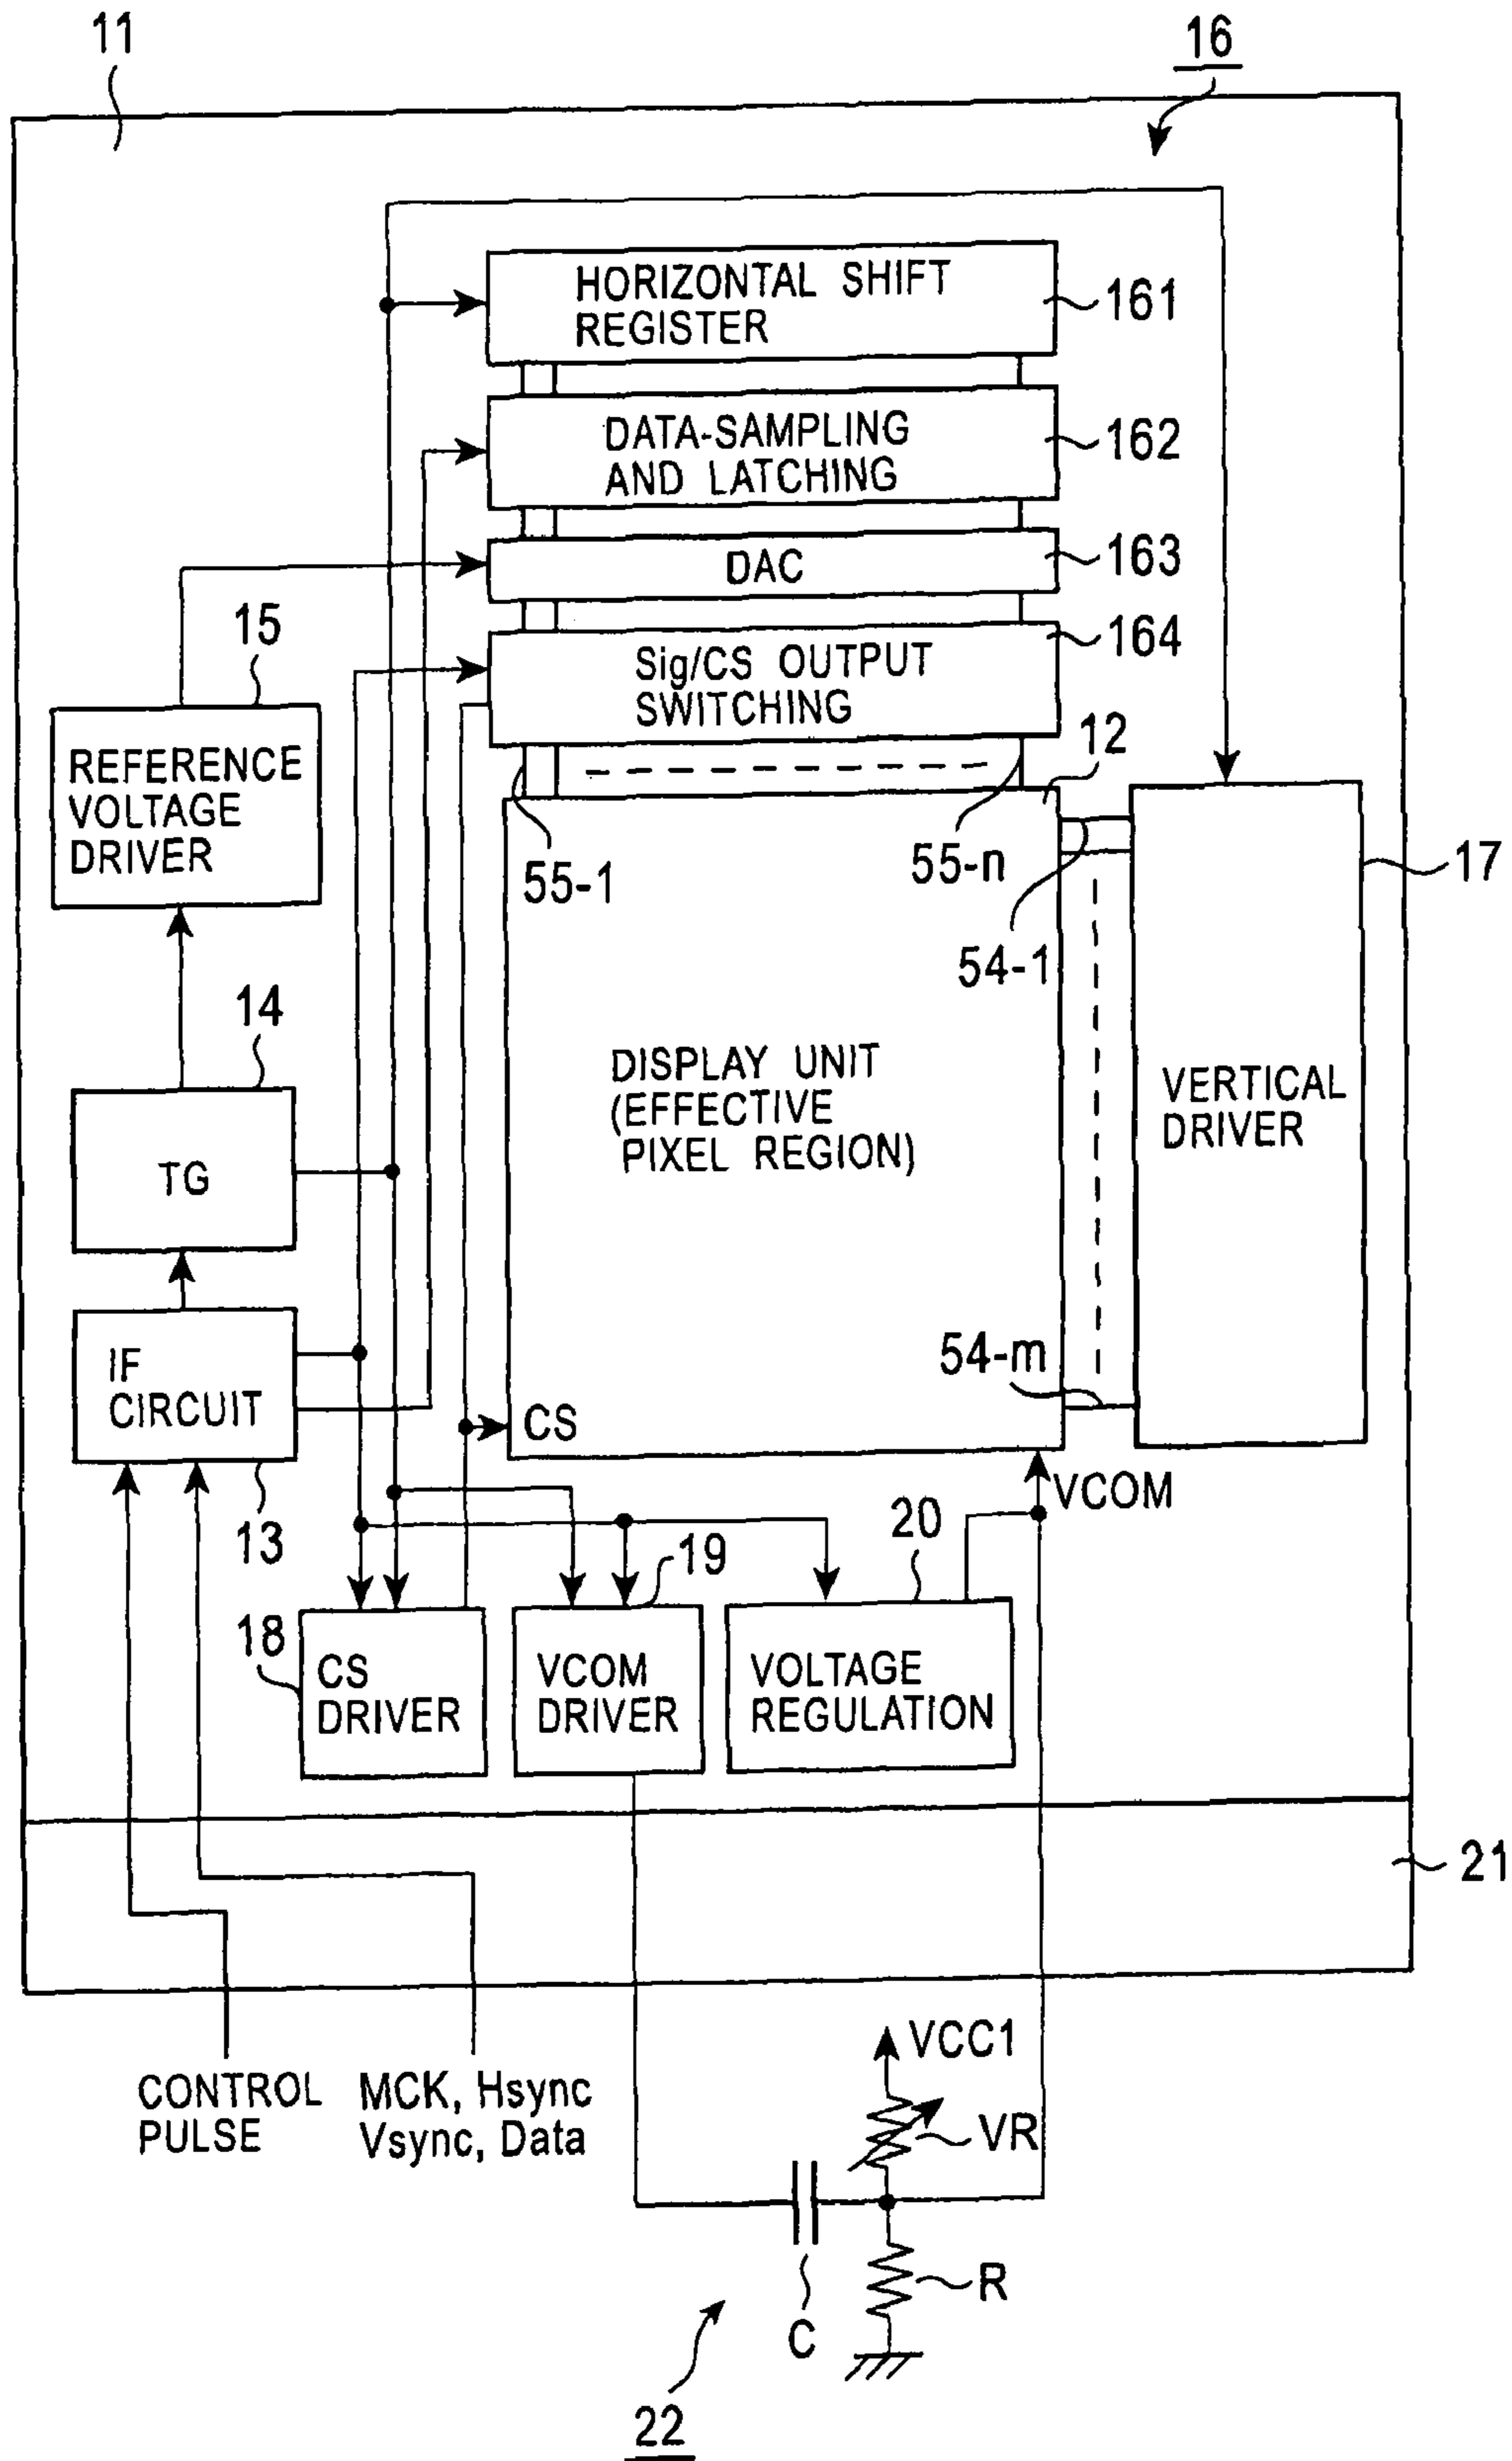 11
16
HORIZONTAL SHIFT
REGISTER
161
DATA-SAMPLING
AND LATCHING
162
DAC
163
15
164
Sig/CS OUTPUT
SWITCHING
12
REFERENCE
VOLTAGE
DRIVER
55-1
55-n
17
54-1
14
DISPLAY UNIT
(EFFECTIVE
PIXEL REGION)
VERTICAL
DRIVER
TG
54-m
IF
CIRCUIT
CS
VCOM
13
19
20
18
CS
DRIVER
VCOM
DRIVER
VOLTAGE
REGULATION
21
VCC1
CONTROL
PULSE
MCK, Hsync
Vsync, Data
VR
R
C
22